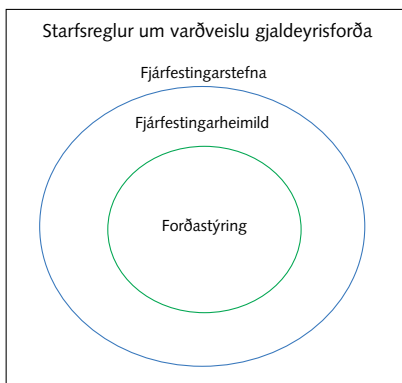 Starfsreglur um varðveislu gjaldeyrisforða
Fjárfestingarstefna
Fjárfestingarheimild
Forðastýring